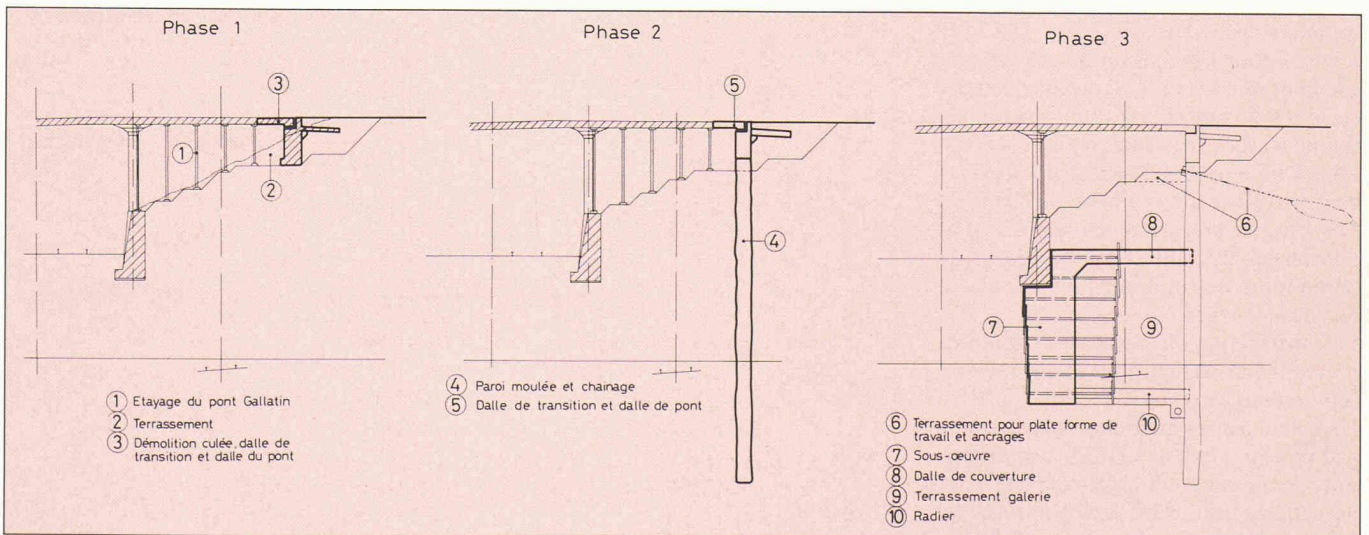 Phase 1
3
1
2
① Etayage du pont Gallatin
② Terrassement
③ Démolition culée, dalle de
transition et dalle du pont
Phase 2
5
4
④ Paroi moulée et chainage
⑤ Dalle de transition et dalle de pont
Phase 3
6
8
7
9
10
⑥ Terrassement pour plate forme de
travail et ancrages
⑦ Sous-œuvre
⑧ Dalle de couverture
⑨ Terrassement galerie
⑩ Radier